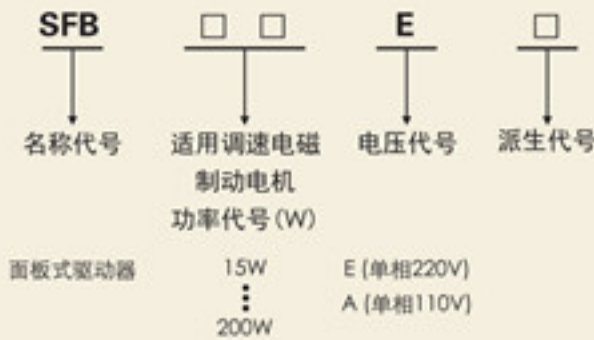 SFB □ □ E □
名称代号 适用调速电磁 电压代号 派生代号
制动电机
功率代号(W)
面板式驱动器 15W E (单相220V)
A (单相110V)
200W